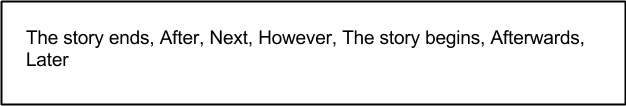 The story ends, After, Next, However, The story begins, Afterwards,
Later